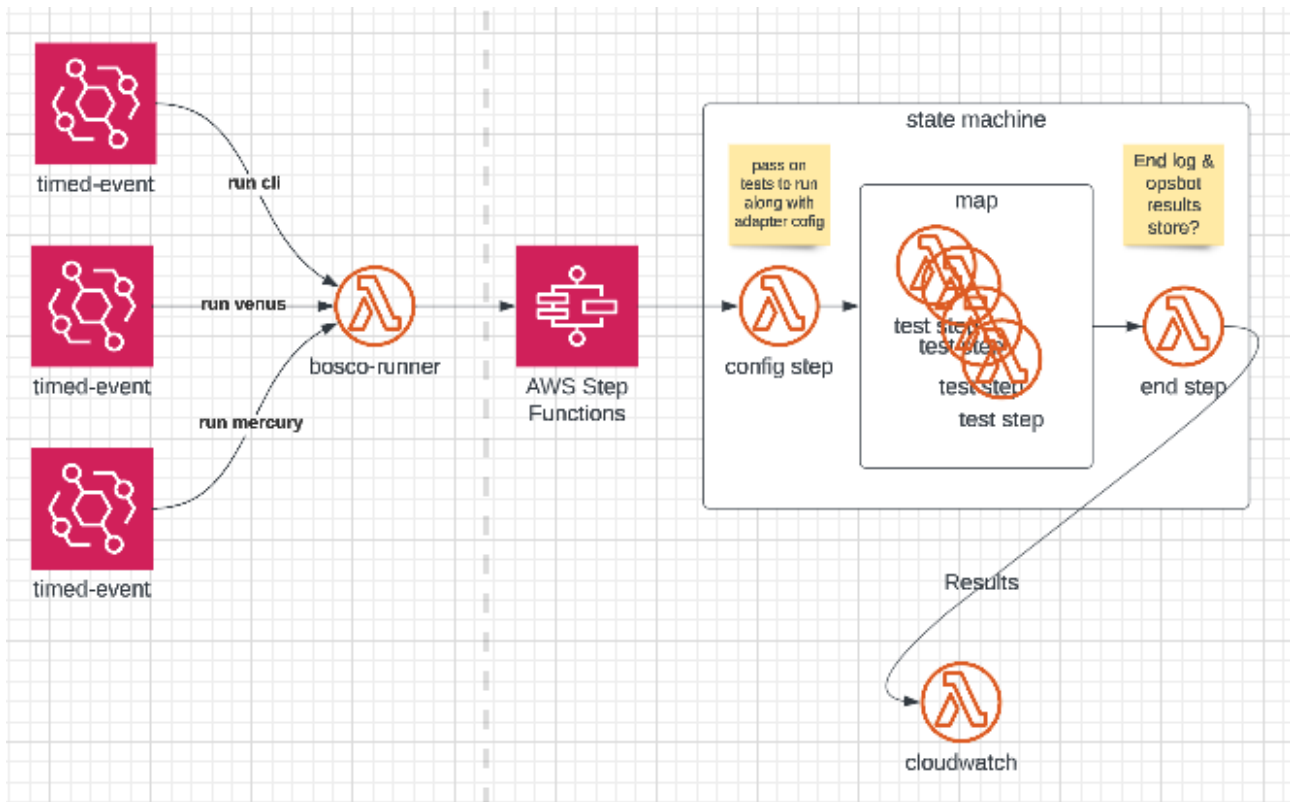 timed-event
run cli
timed-event
run venus
bosco-runner
run mercury
timed-event
AWS Step
Functions
state machine
pass on
tests to run
along with
adapter cofig
config step
map
test step
test step
test step
test step
End log &
opsbot
results
store?
end step
Results
cloudwatch